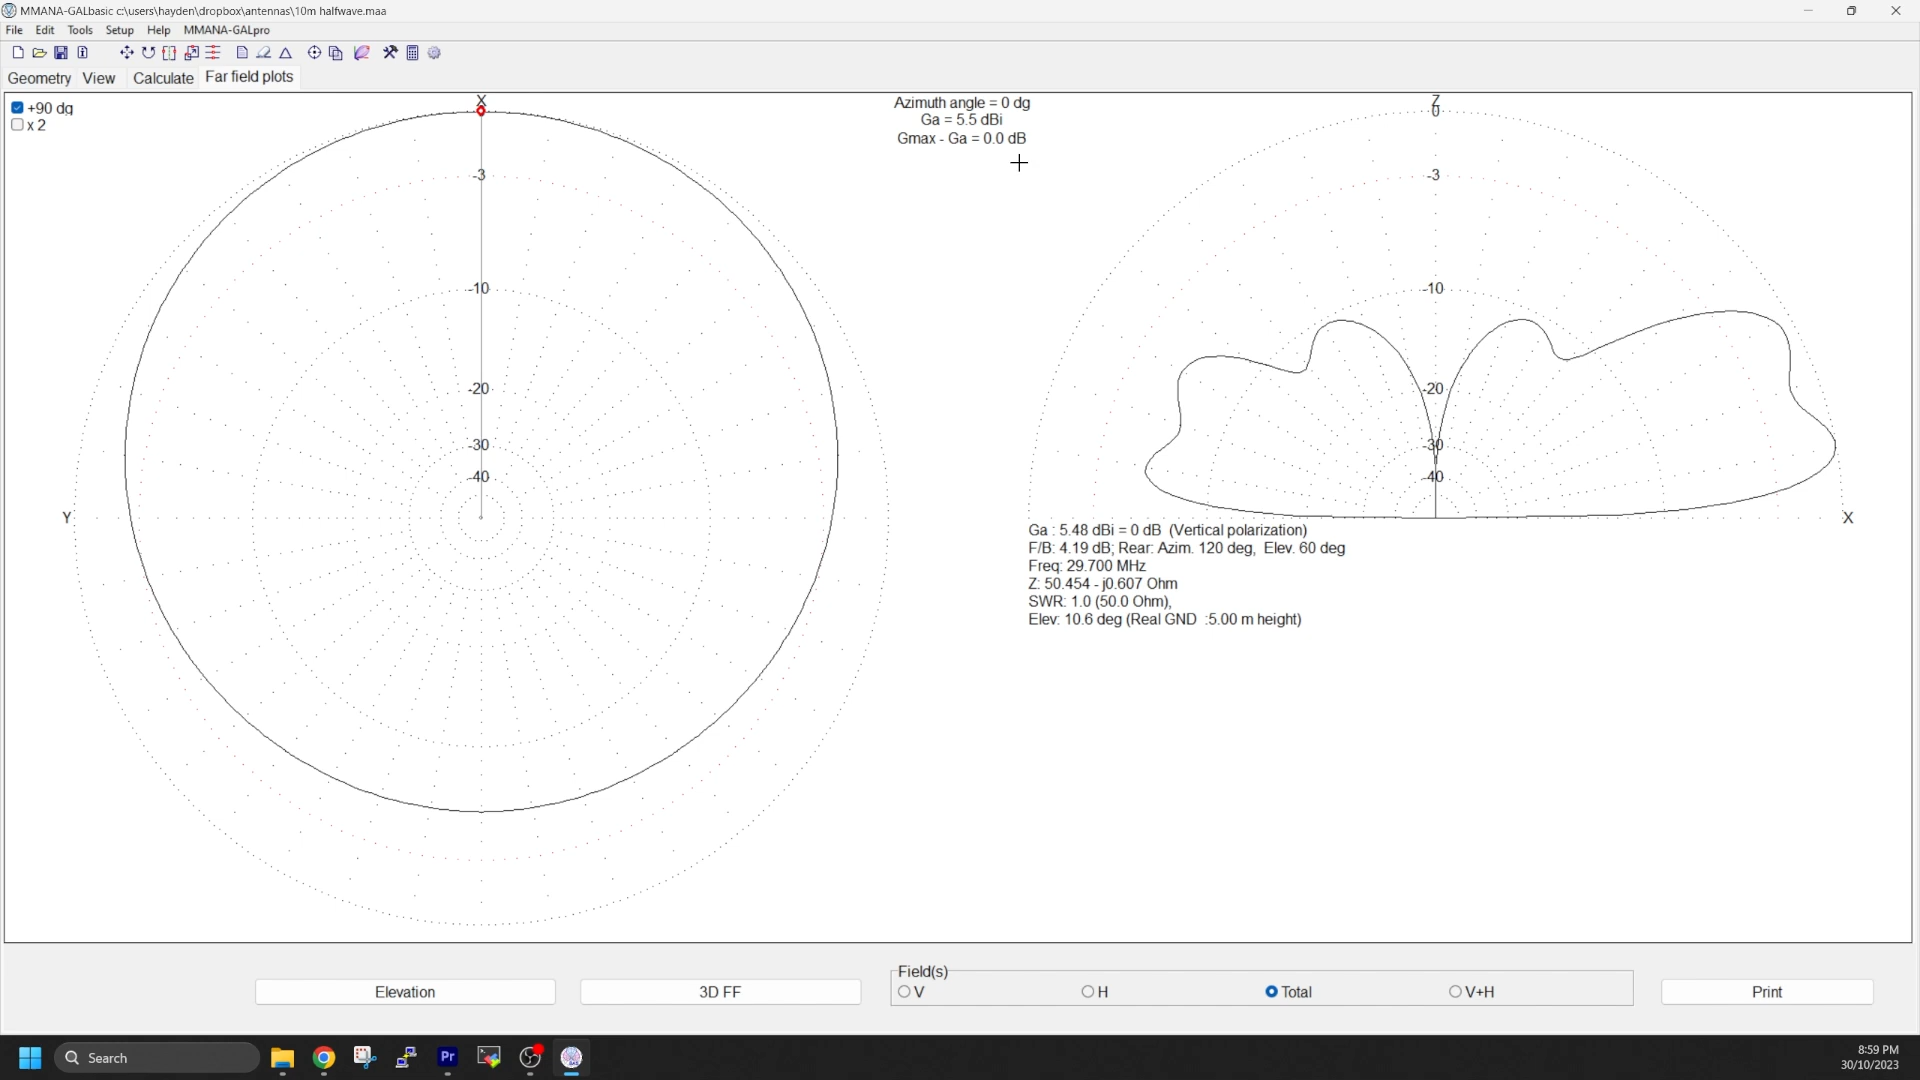 MMANA-GALbasic c:\users\hayden\dropbox\antennas\10m halfwave.maa
File Edit Tools Setup Help MMANA-GALpro
Geometry View Calculate Far field plots
+90 dg
x 2
X
-3
-10
-20
-30
-40
Y
Azimuth angle = 0 dg
Ga = 5.5 dBi
Gmax - Ga = 0.0 dB
Z
0
-3
-10
-20
-30
-40
X
Ga : 5.48 dBi = 0 dB (Vertical polarization)
F/B: 4.19 dB; Rear: Azim. 120 deg, Elev. 60 deg
Freq: 29.700 MHz
Z: 50.454 - j0.607 Ohm
SWR: 1.0 (50.0 Ohm),
Elev: 10.6 deg (Real GND :5.00 m height)
Elevation
3D FF
Field(s)
V H Total V+H
Print
Search
Pr
8:59 PM
30/10/2023